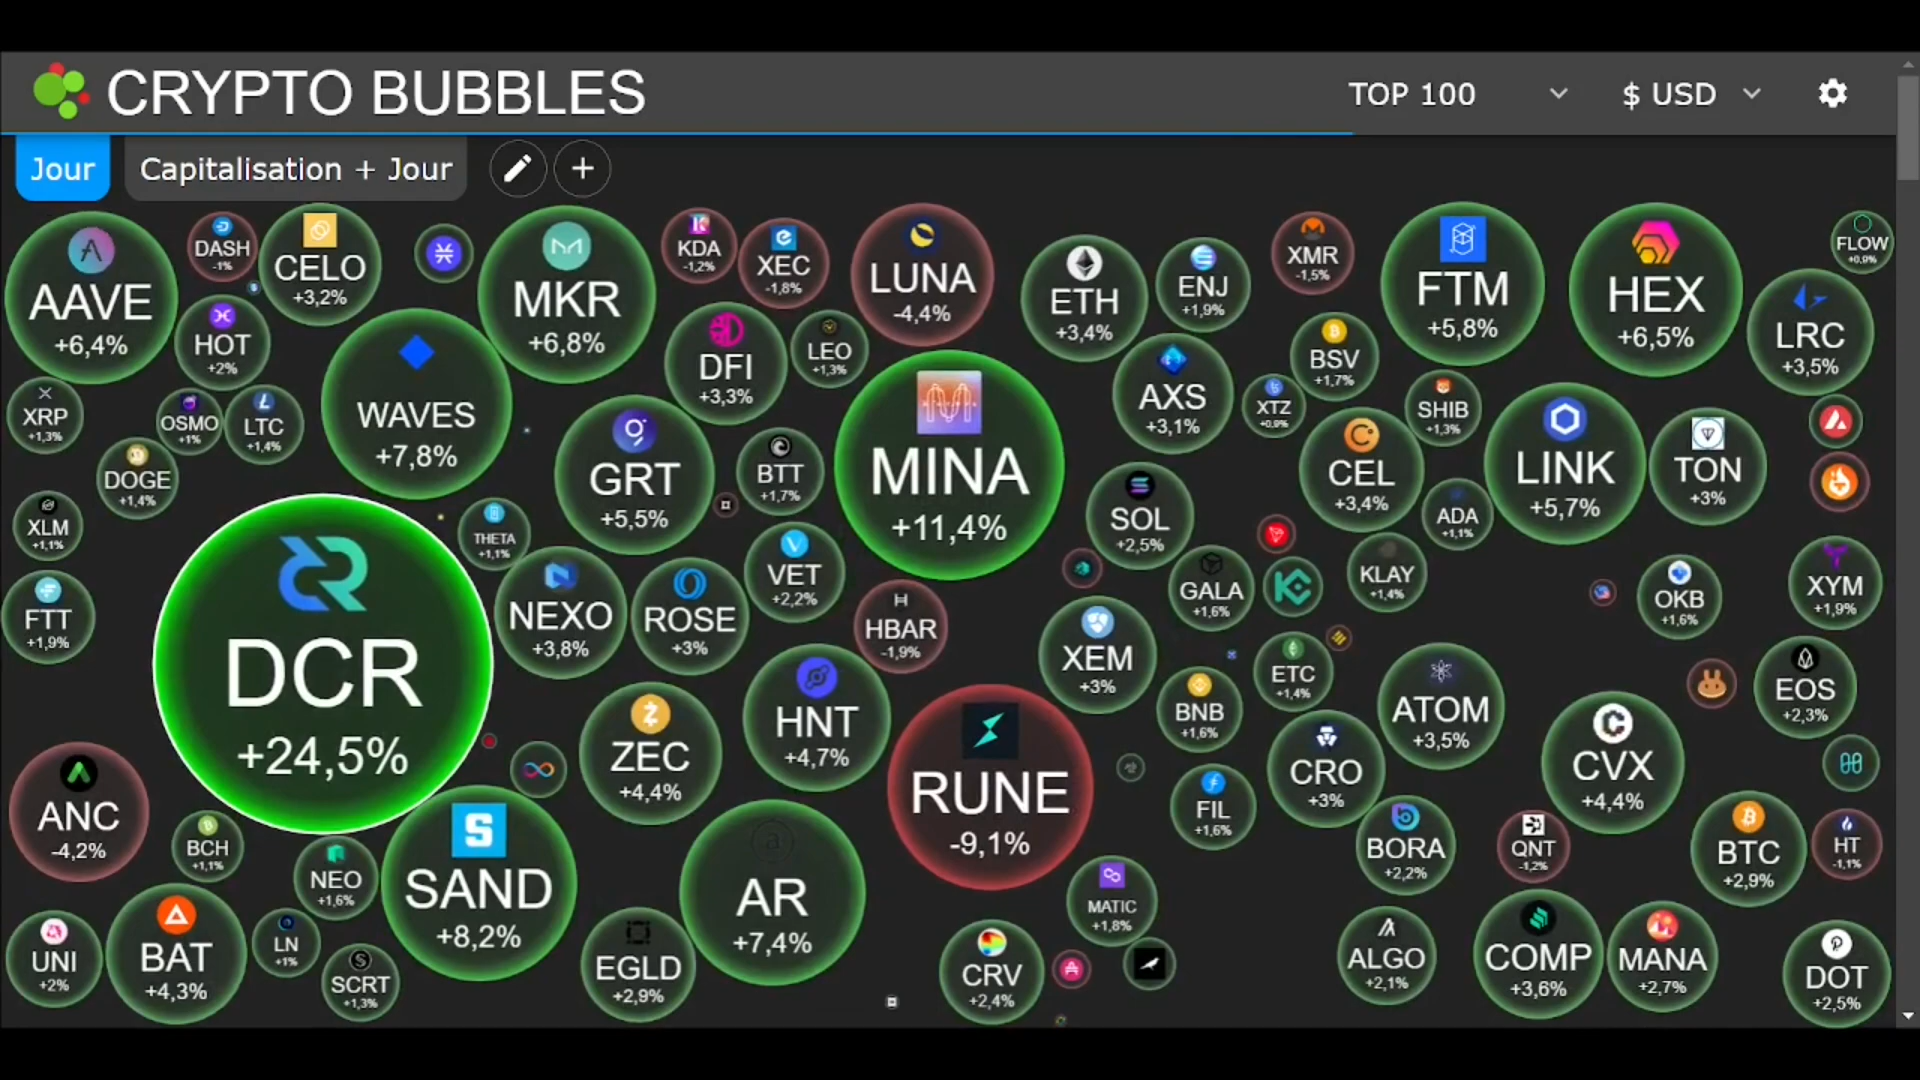 CRYPTO BUBBLES
TOP 100
$ USD
Jour
Capitalisation + Jour
AAVE
+6,4%
DASH
-1%
CELO
+3,2%
HOT
+2%
MKR
+6,8%
KDA
-1,2%
XEC
-1,8%
LUNA
-4,4%
ETH
+3,4%
ENJ
+1,9%
XMR
-1,5%
FTM
+5,8%
HEX
+6,5%
FLOW
+0,9%
LRC
+3,5%
XRP
+1,3%
OSMO
+1%
LTC
+1,4%
WAVES
+7,8%
DFI
+3,3%
LEO
+1,3%
AXS
+3,1%
BSV
+1,7%
XTZ
+0,9%
SHIB
+1,3%
DOGE
+1,4%
GRT
+5,5%
BTT
+1,7%
MINA
+11,4%
CEL
+3,4%
LINK
+5,7%
TON
+3%
XLM
+1,1%
THETA
+1,1%
SOL
+2,5%
ADA
+1,1%
FTT
+1,9%
DCR
+24,5%
NEXO
+3,8%
ROSE
+3%
VET
+2,2%
HBAR
-1,9%
GALA
+1,6%
KLAY
+1,4%
OKB
+1,6%
XYM
+1,9%
XEM
+3%
ETC
+1,4%
BNB
+1,6%
ATOM
+3,5%
EOS
+2,3%
ZEC
+4,4%
HNT
+4,7%
RUNE
-9,1%
CRO
+3%
CVX
+4,4%
ANC
-4,2%
BCH
+1,1%
NEO
+1,6%
SAND
+8,2%
AR
+7,4%
FIL
+1,6%
BORA
+2,2%
QNT
-1,2%
BTC
+2,9%
HT
-1,1%
UNI
+2%
BAT
+4,3%
LN
+1%
SCRT
+1,3%
EGLD
+2,9%
CRV
+2,4%
MATIC
+1,8%
ALGO
+2,1%
COMP
+3,6%
MANA
+2,7%
DOT
+2,5%